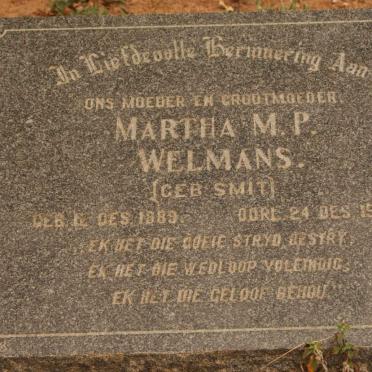 In Liefdevolle Herinnering Aan
ONS MOEDER EN GROOTMOEDER.
MARTHA M. P.
WELMANS.
(GEB SMIT)
GEB. DES. 1889. OORL. 24 DES. 
„EK HET DIE GOEIE STRYD GESTRY,
EK HET DIE WEDLOOP VOLEINDIG,
EK HET DIE GELOOF BEHOU."